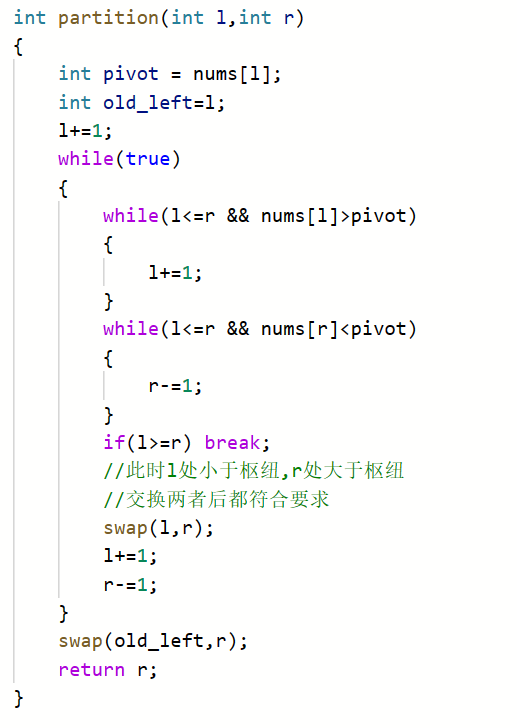 int partition(int l,int r)
{
    int pivot = nums[l];
    int old_left=l;
    l+=1;
    while(true)
    {
        while(l<=r && nums[l]>pivot)
        {
            l+=1;
        }
        while(l<=r && nums[r]<pivot)
        {
            r-=1;
        }
        if(l>=r) break;
        //此时l处小于枢纽,r处大于枢纽
        //交换两者后都符合要求
        swap(l,r);
        l+=1;
        r-=1;
    }
    swap(old_left,r);
    return r;
}